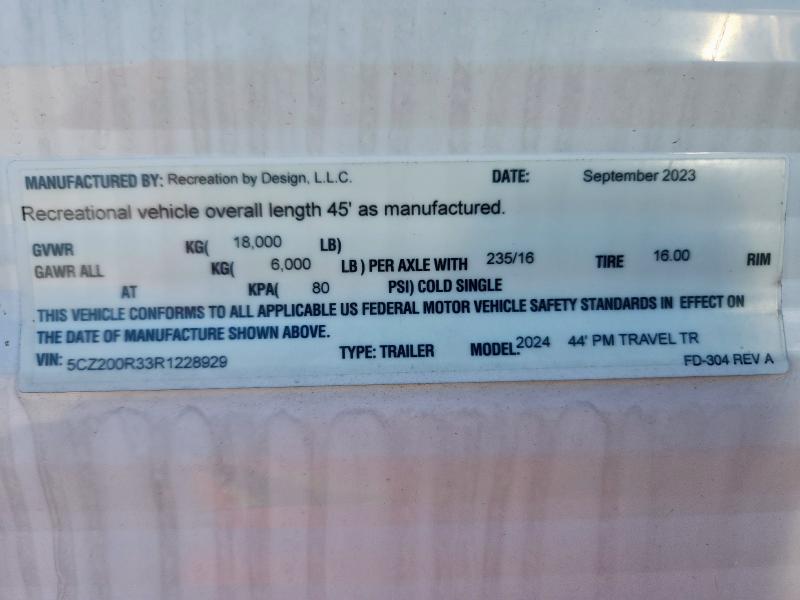 MANUFACTURED BY: Recreation by Design, L.L.C. DATE: September 2023
Recreational vehicle overall length 45' as manufactured.
GVWR KG( 18,000 LB)
GAWR ALL KG( 6,000 LB) PER AXLE WITH 235/16 TIRE 16.00 RIM
AT KPA( 80 PSI) COLD SINGLE
THIS VEHICLE CONFORMS TO ALL APPLICABLE US FEDERAL MOTOR VEHICLE SAFETY STANDARDS IN EFFECT ON
THE DATE OF MANUFACTURE SHOWN ABOVE.
VIN: 5CZ200R33R1228929 TYPE: TRAILER MODEL: 2024 44' PM TRAVEL TR
FD-304 REV A